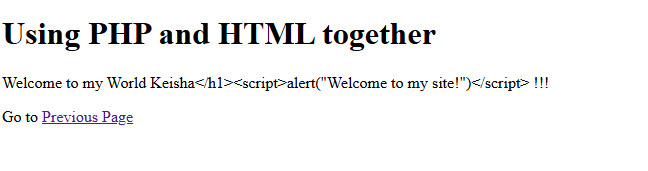 Using PHP and HTML together
Welcome to my World Keisha</h1><script>alert("Welcome to my site!")</script> !!!
Go to Previous Page